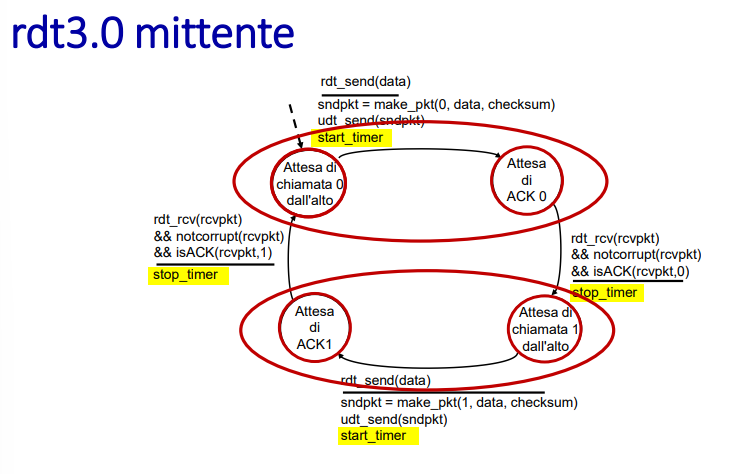 rdt3.0 mittente
rdt_send(data)
sndpkt = make_pkt(0, data, checksum)
udt_send(sndpkt)
start_timer
Attesa di
chiamata 0
dall'alto
Attesa
di
ACK 0
rdt_rcv(rcvpkt)
&& notcorrupt(rcvpkt)
&& isACK(rcvpkt,1)
stop_timer
rdt_rcv(rcvpkt)
&& notcorrupt(rcvpkt)
&& isACK(rcvpkt,0)
stop_timer
Attesa
di
ACK1
Attesa di
chiamata 1
dall'alto
rdt_send(data)
sndpkt = make_pkt(1, data, checksum)
udt_send(sndpkt)
start_timer